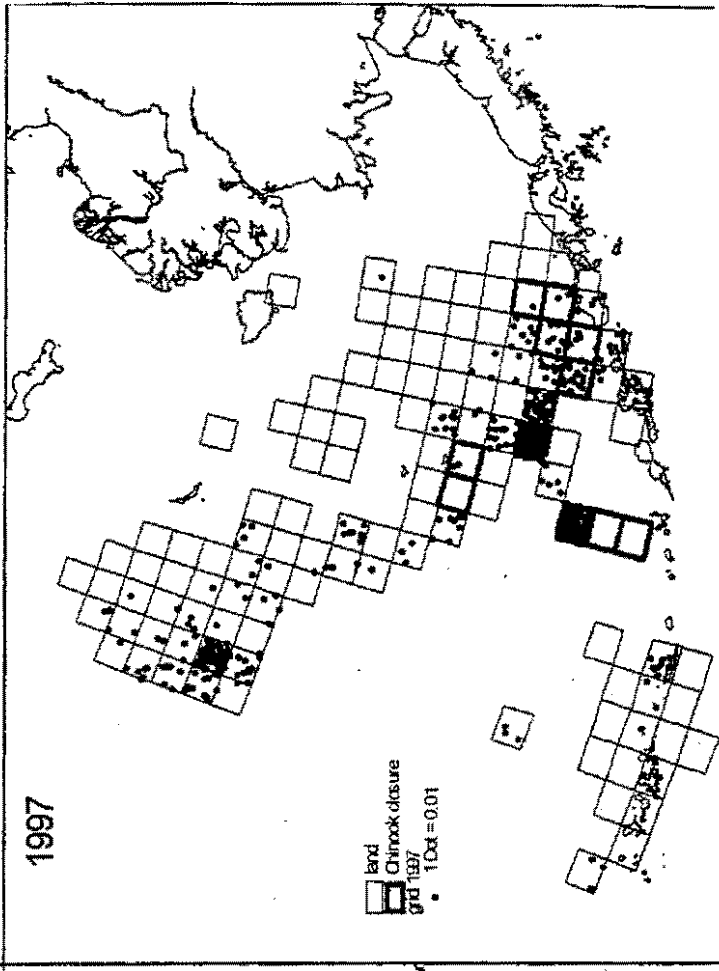 1997
land
Chinook closure
grid 1997
1 Dot = 0.01